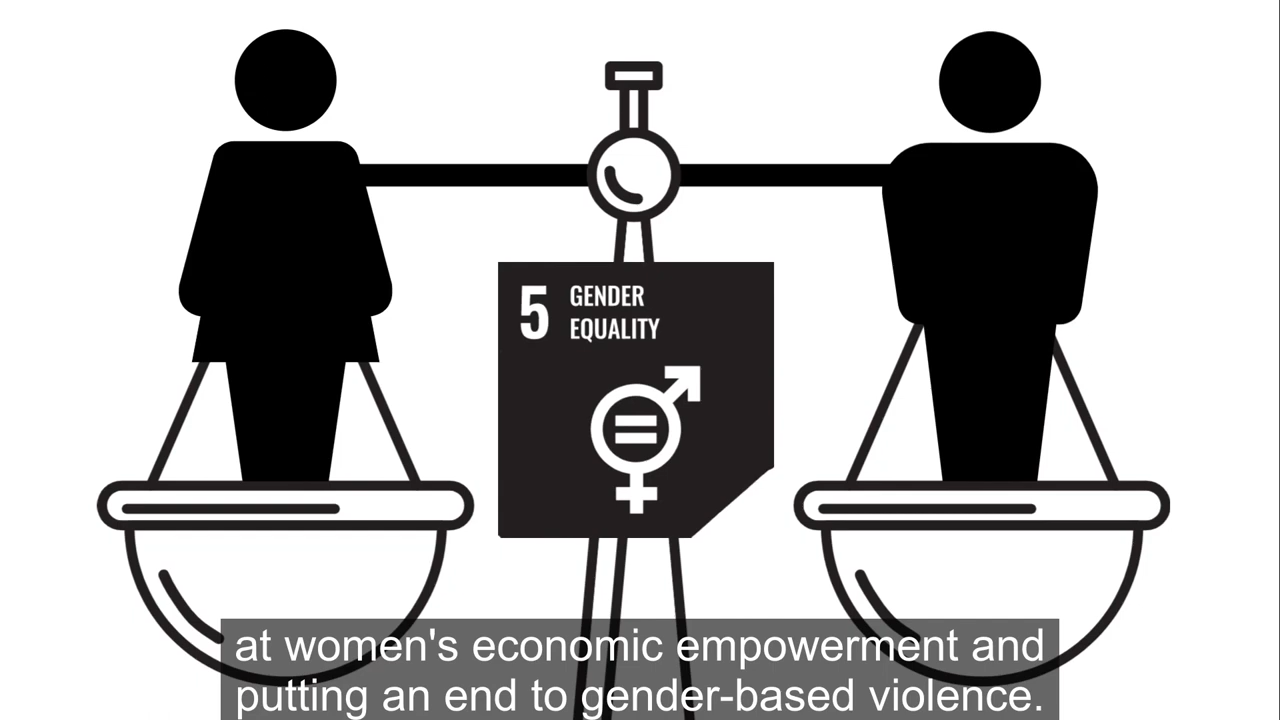 5 GENDER
EQUALITY
at women's economic empowerment and
putting an end to gender-based violence.